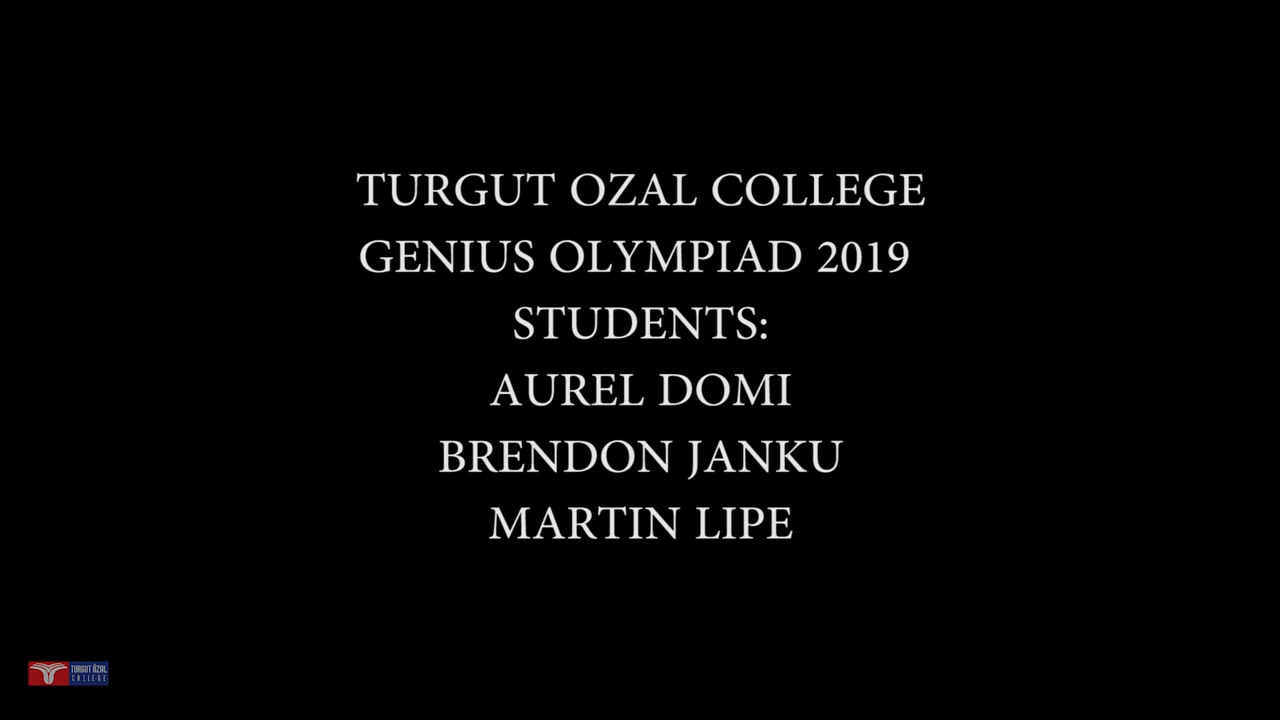 TURGUT OZAL COLLEGE
GENIUS OLYMPIAD 2019
STUDENTS:
AUREL DOMI
BRENDON JANKU
MARTIN LIPE
TURGUT ÖZAL
COLLEGE